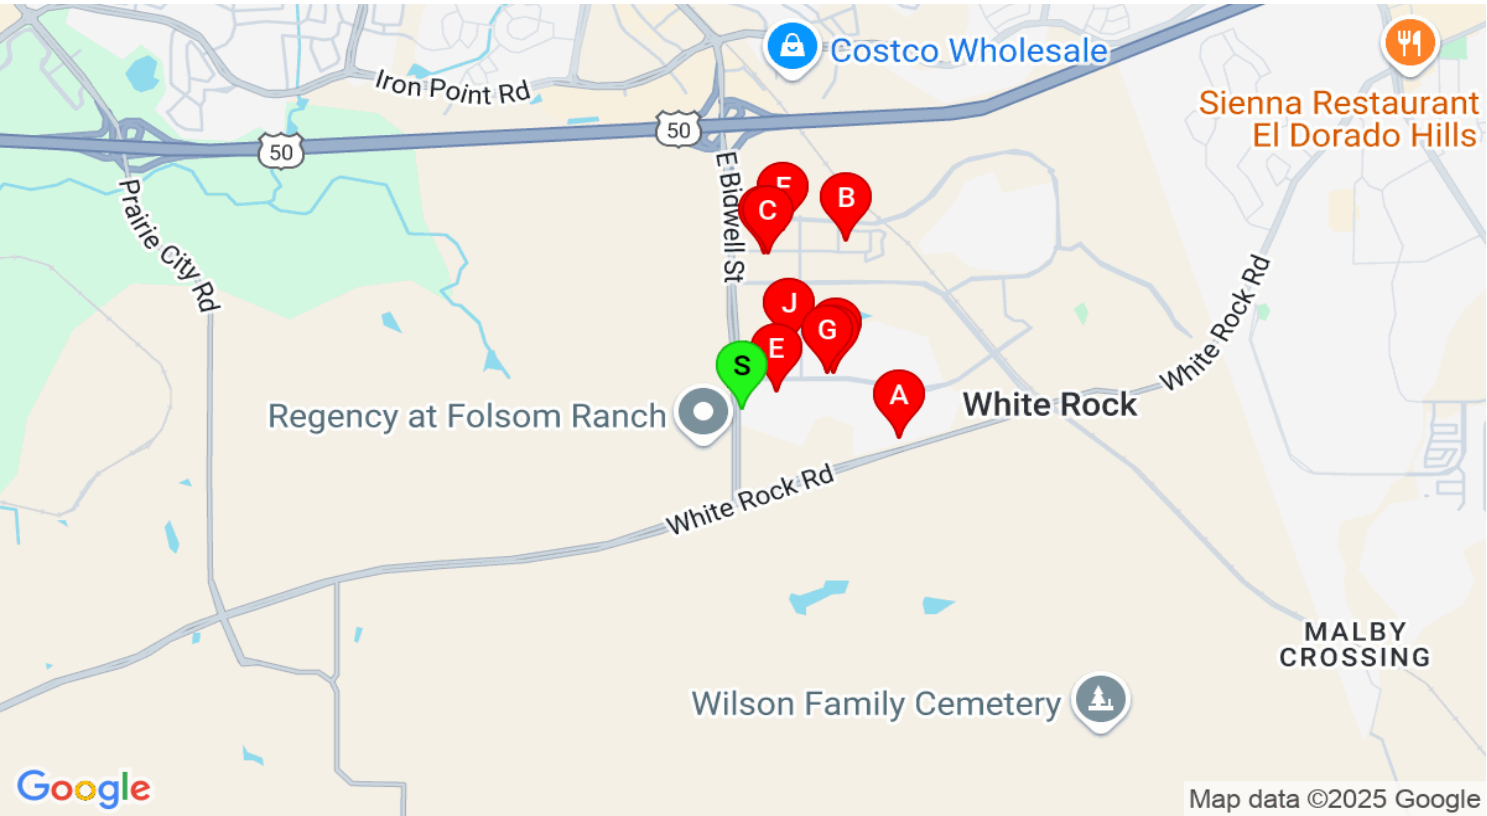 Costco Wholesale
Iron Point Rd
Sienna Restaurant
El Dorado Hills
50
50
E Bidwell St
Prairie City Rd
B
C
J
G
E
S
A
White Rock Rd
White Rock
Regency at Folsom Ranch
White Rock Rd
MALBY
CROSSING
Wilson Family Cemetery
Google
Map data ©2025 Google